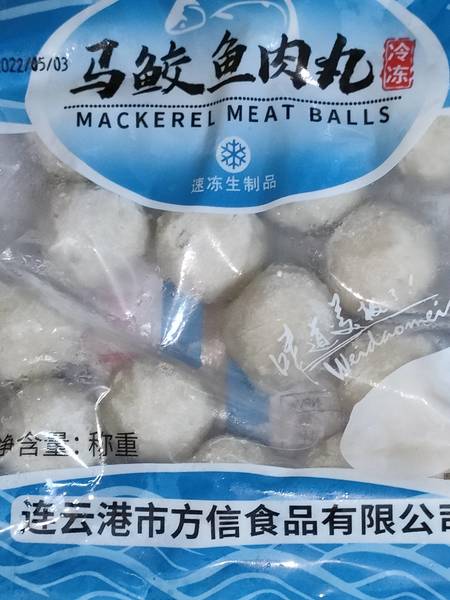 2022/05/03
马鲛鱼肉丸
冷冻
MACKEREL MEAT BALLS
速冻生制品
味道美极了!
Weidaomei
净含量:称重
连云港市方信食品有限公司